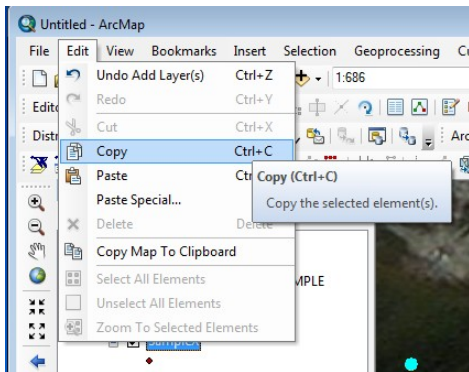 Untitled - ArcMap
File Edit View Bookmarks Insert Selection Geoprocessing
1:686
Undo Add Layer(s) Ctrl+Z
Redo Ctrl+Y
Cut Ctrl+X
Copy Ctrl+C
Copy (Ctrl+C)
Copy the selected element(s).
Paste
Paste Special...
Delete Delete
Copy Map To Clipboard
Select All Elements
Unselect All Elements
Zoom To Selected Elements